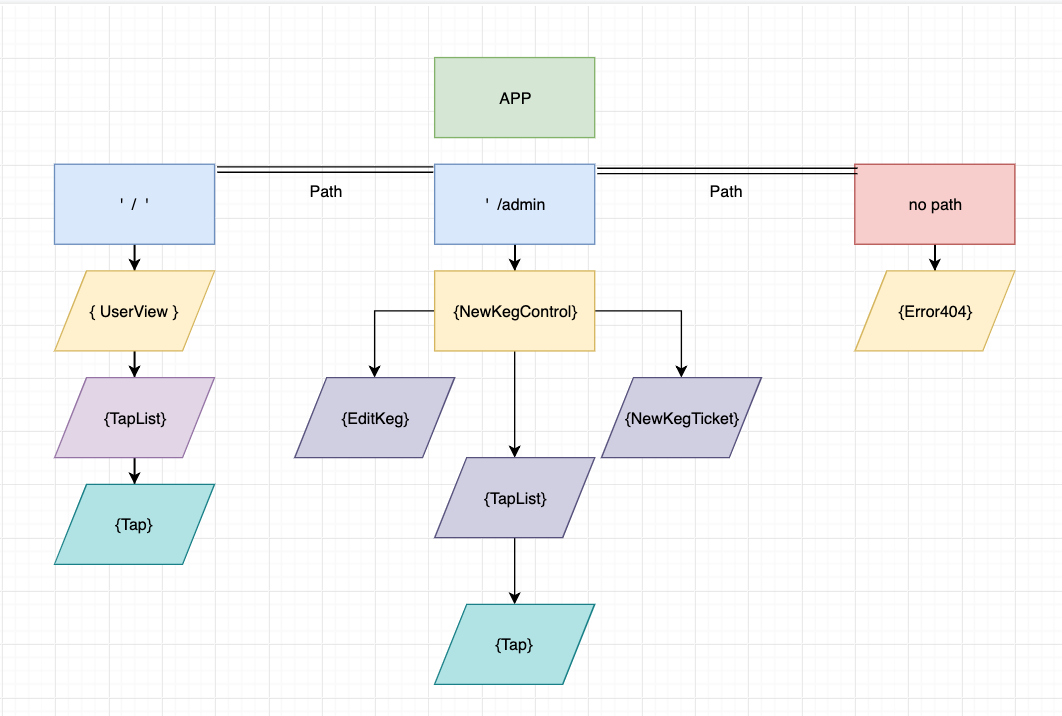 APP
' / '
Path
' /admin
Path
no path
{ UserView }
{NewKegControl}
{Error404}
{TapList}
{EditKeg}
{NewKegTicket}
{TapList}
{Tap}
{Tap}